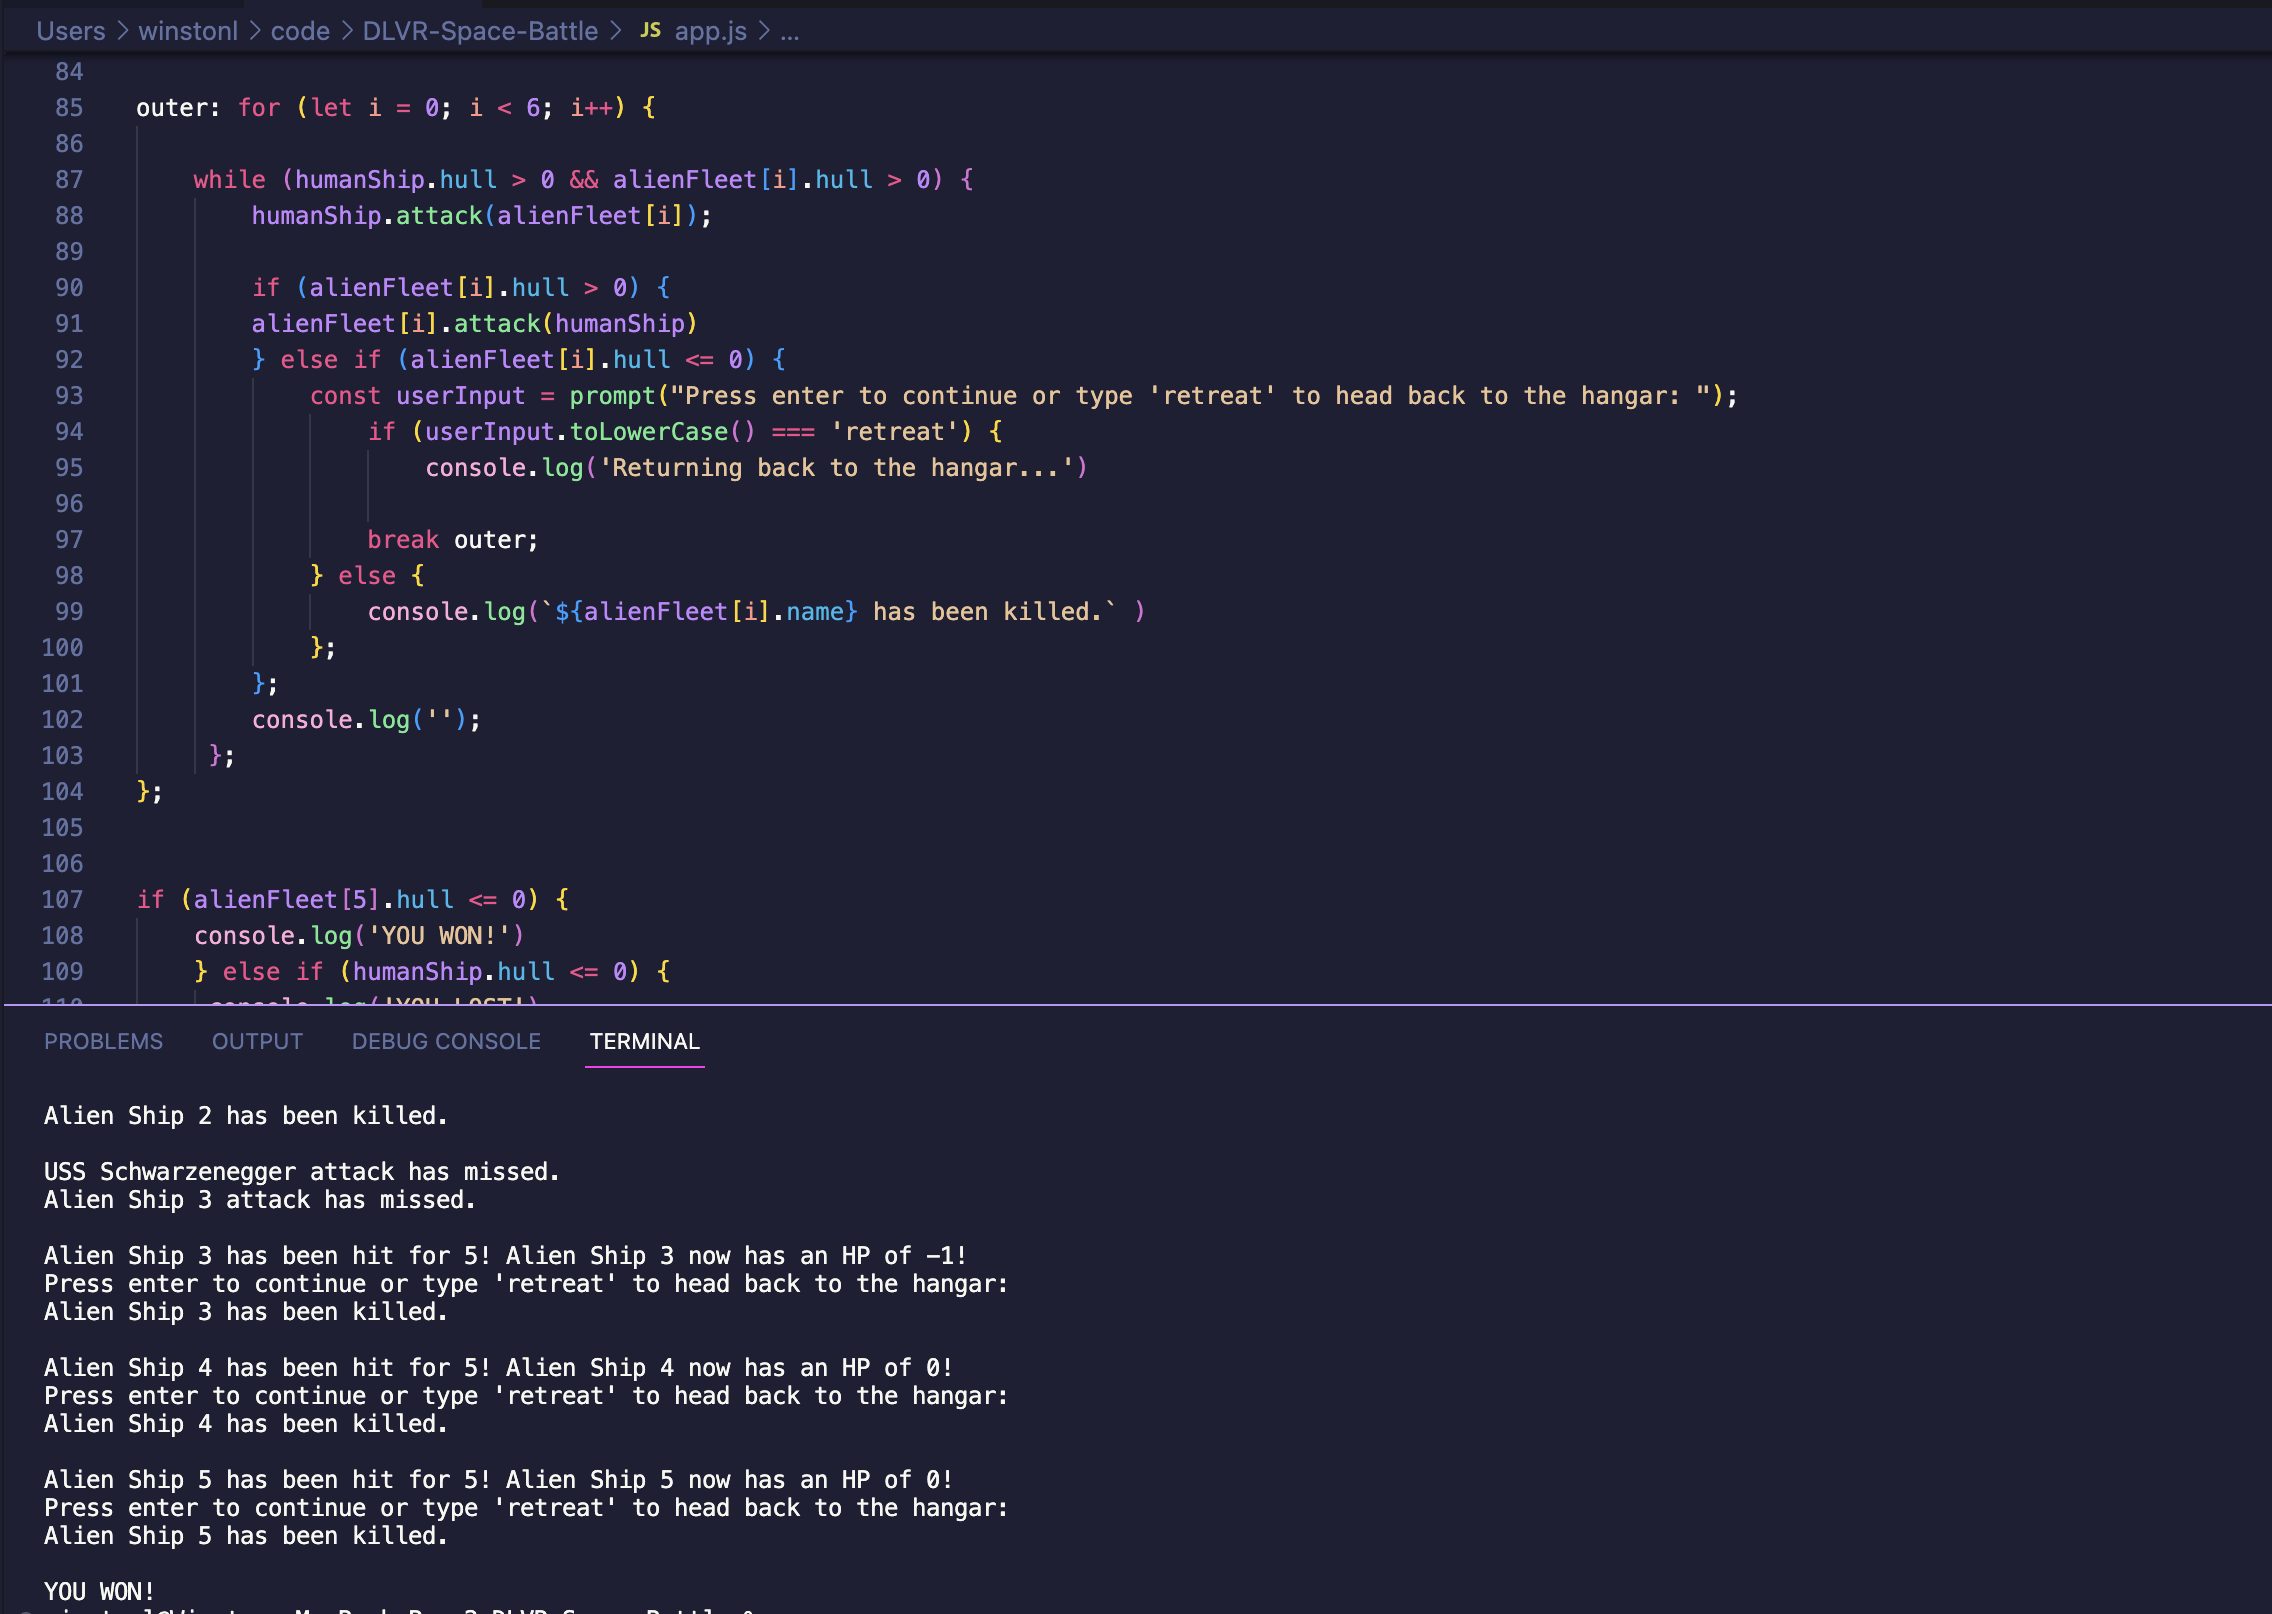 Users > winstonl > code > DLVR-Space-Battle > JS app.js > ...
84
85 outer: for (let i = 0; i < 6; i++) {
86
87 while (humanShip.hull > 0 && alienFleet[i].hull > 0) {
88 humanShip.attack(alienFleet[i]);
89
90 if (alienFleet[i].hull > 0) {
91 alienFleet[i].attack(humanShip)
92 } else if (alienFleet[i].hull <= 0) {
93 const userInput = prompt("Press enter to continue or type 'retreat' to head back to the hangar: ");
94 if (userInput.toLowerCase() === 'retreat') {
95 console.log('Returning back to the hangar...')
96
97 break outer;
98 } else {
99 console.log(`${alienFleet[i].name} has been killed.` )
100 };
101 };
102 console.log('');
103 };
104 };
105
106
107 if (alienFleet[5].hull <= 0) {
108 console.log('YOU WON!')
109 } else if (humanShip.hull <= 0) {
110 console.log('YOU LOST!')
PROBLEMS OUTPUT DEBUG CONSOLE TERMINAL
Alien Ship 2 has been killed.
USS Schwarzenegger attack has missed.
Alien Ship 3 attack has missed.
Alien Ship 3 has been hit for 5! Alien Ship 3 now has an HP of -1!
Press enter to continue or type 'retreat' to head back to the hangar:
Alien Ship 3 has been killed.
Alien Ship 4 has been hit for 5! Alien Ship 4 now has an HP of 0!
Press enter to continue or type 'retreat' to head back to the hangar:
Alien Ship 4 has been killed.
Alien Ship 5 has been hit for 5! Alien Ship 5 now has an HP of 0!
Press enter to continue or type 'retreat' to head back to the hangar:
Alien Ship 5 has been killed.
YOU WON!